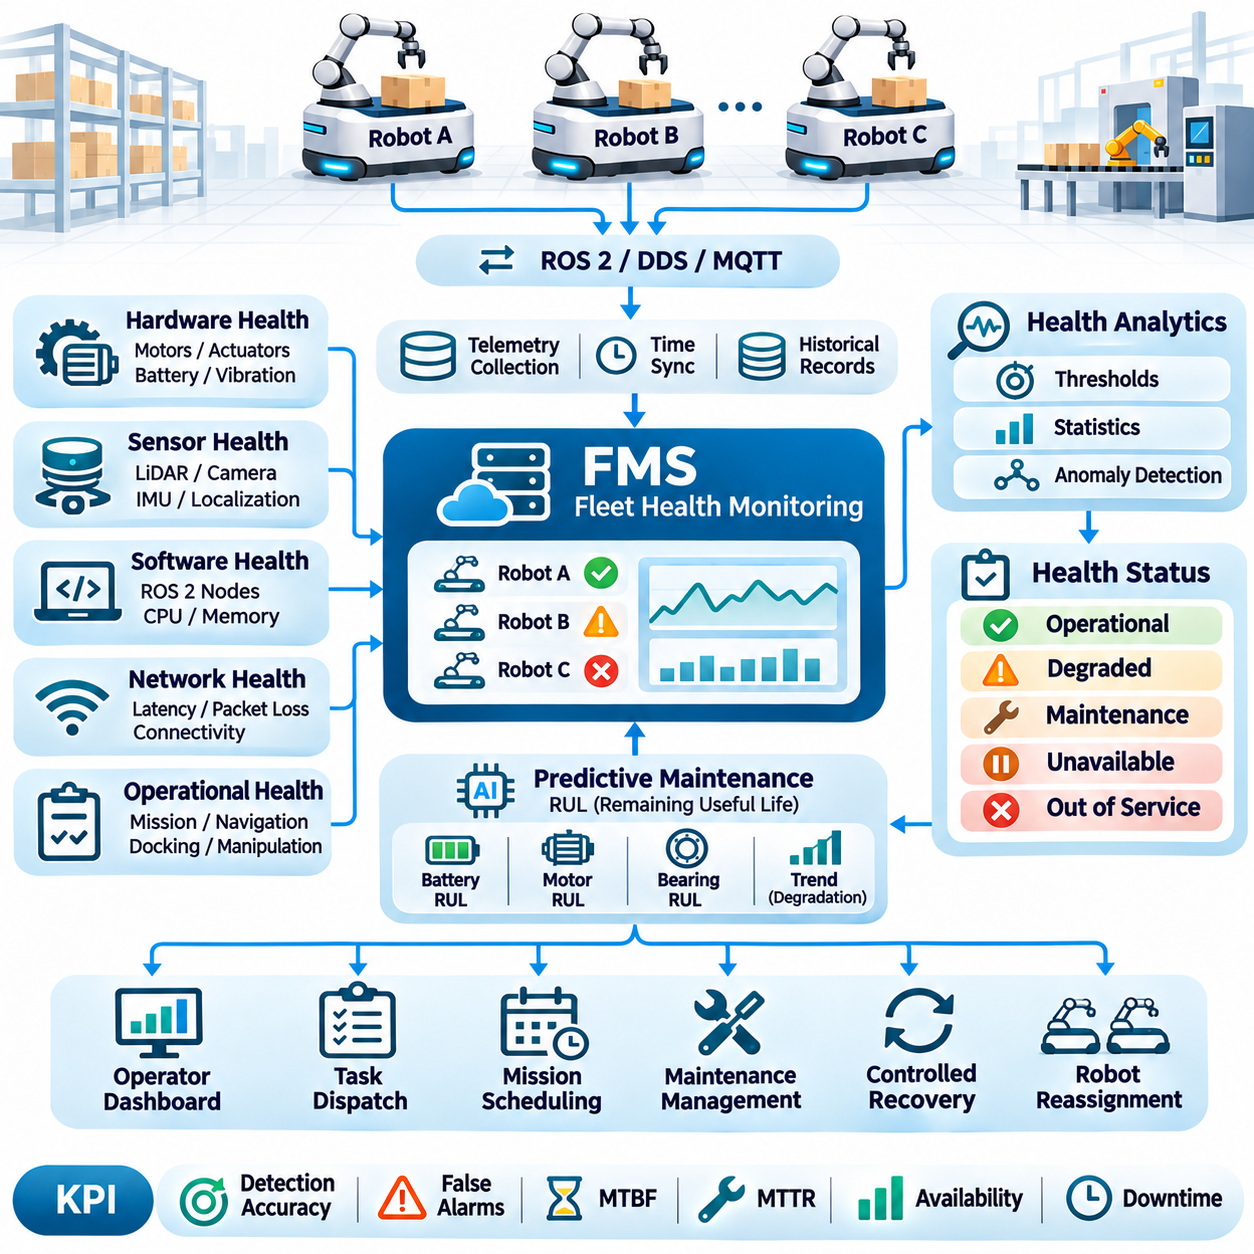 Robot A
Robot B
Robot C
ROS 2 / DDS / MQTT
Telemetry
Collection
Time
Sync
Historical
Records
Hardware Health
Motors / Actuators
Battery / Vibration
Sensor Health
LiDAR / Camera
IMU / Localization
Software Health
</>
ROS 2 Nodes
CPU / Memory
Network Health
Latency / Packet Loss
Connectivity
Operational Health
Mission / Navigation
Docking / Manipulation
FMS
Fleet Health Monitoring
Robot A
Robot B
Robot C
Health Analytics
Thresholds
Statistics
Anomaly Detection
Health Status
Operational
Degraded
Maintenance
Unavailable
Out of Service
AI
Predictive Maintenance
RUL (Remaining Useful Life)
Battery
RUL
Motor
RUL
Bearing
RUL
Trend
(Degradation)
Operator
Dashboard
Task
Dispatch
Mission
Scheduling
Maintenance
Management
Controlled
Recovery
Robot
Reassignment
KPI
Detection
Accuracy
False
Alarms
MTBF
MTTR
Availability
Downtime